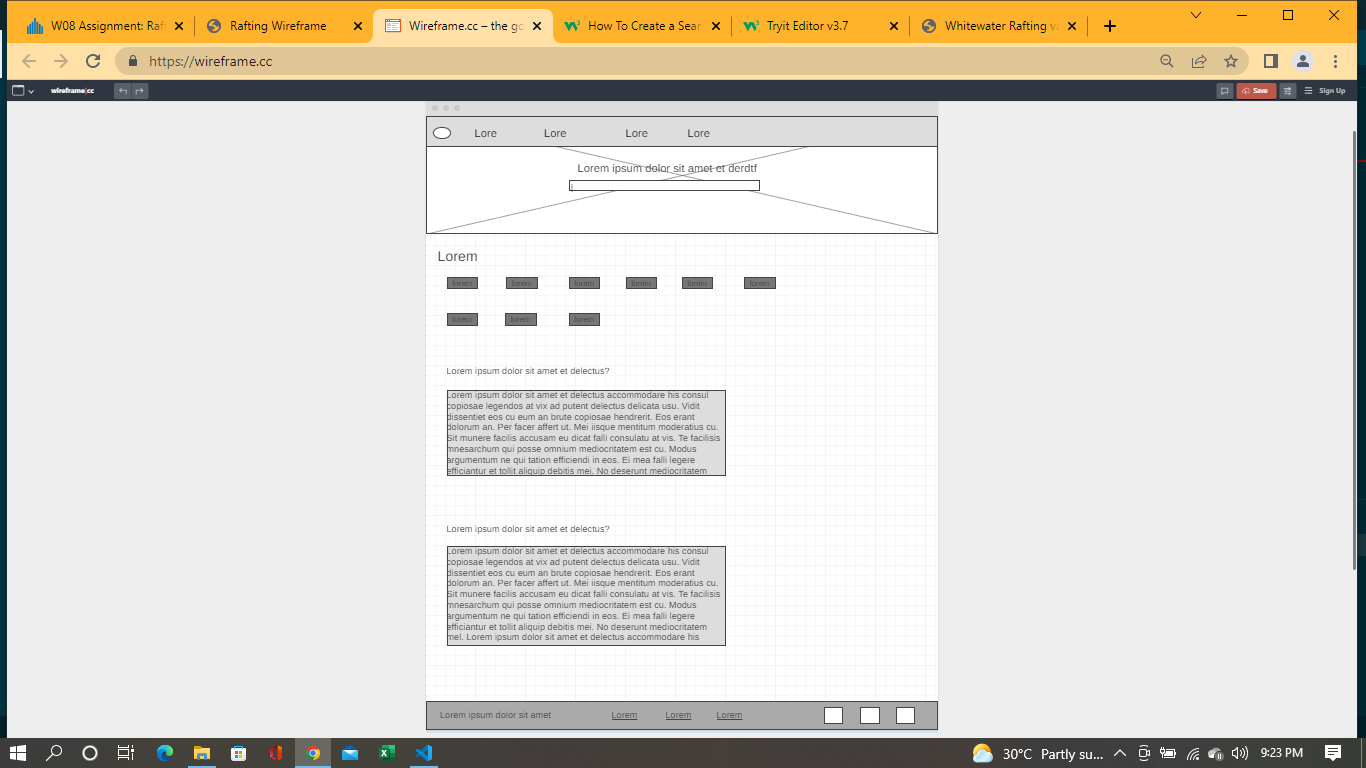 W08 Assignment: Raf
Rafting Wireframe
Wireframe.cc – the go
How To Create a Sear
Tryit Editor v3.7
Whitewater Rafting va
https://wireframe.cc
wireframe|cc
Save
Sign Up
Lore Lore Lore Lore
Lorem ipsum dolor sit amet et derdtf
Lorem
lorem lorem lorem lorem lorem lorem
lorem lorem lorem
Lorem ipsum dolor sit amet et delectus?
Lorem ipsum dolor sit amet et delectus accommodare his consul
copiosae legendos at vix ad putent delectus delicata usu. Vidit
dissentiet eos cu eum an brute copiosae hendrerit. Eos erant
dolorum an. Per facer affert ut. Mei iisque mentitum moderatius cu.
Sit munere facilis accusam eu dicat falli consulatu at vis. Te facilisis
mnesarchum qui posse omnium mediocritatem est cu. Modus
argumentum ne qui tation efficiendi in eos. Ei mea falli legere
efficiantur et tollit aliquip debitis mei. No deserunt mediocritatem
Lorem ipsum dolor sit amet et delectus?
Lorem ipsum dolor sit amet et delectus accommodare his consul
copiosae legendos at vix ad putent delectus delicata usu. Vidit
dissentiet eos cu eum an brute copiosae hendrerit. Eos erant
dolorum an. Per facer affert ut. Mei iisque mentitum moderatius cu.
Sit munere facilis accusam eu dicat falli consulatu at vis. Te facilisis
mnesarchum qui posse omnium mediocritatem est cu. Modus
argumentum ne qui tation efficiendi in eos. Ei mea falli legere
efficiantur et tollit aliquip debitis mei. No deserunt mediocritatem
mel. Lorem ipsum dolor sit amet et delectus accommodare his
Lorem ipsum dolor sit amet Lorem Lorem Lorem
30°C Partly su... 9:23 PM